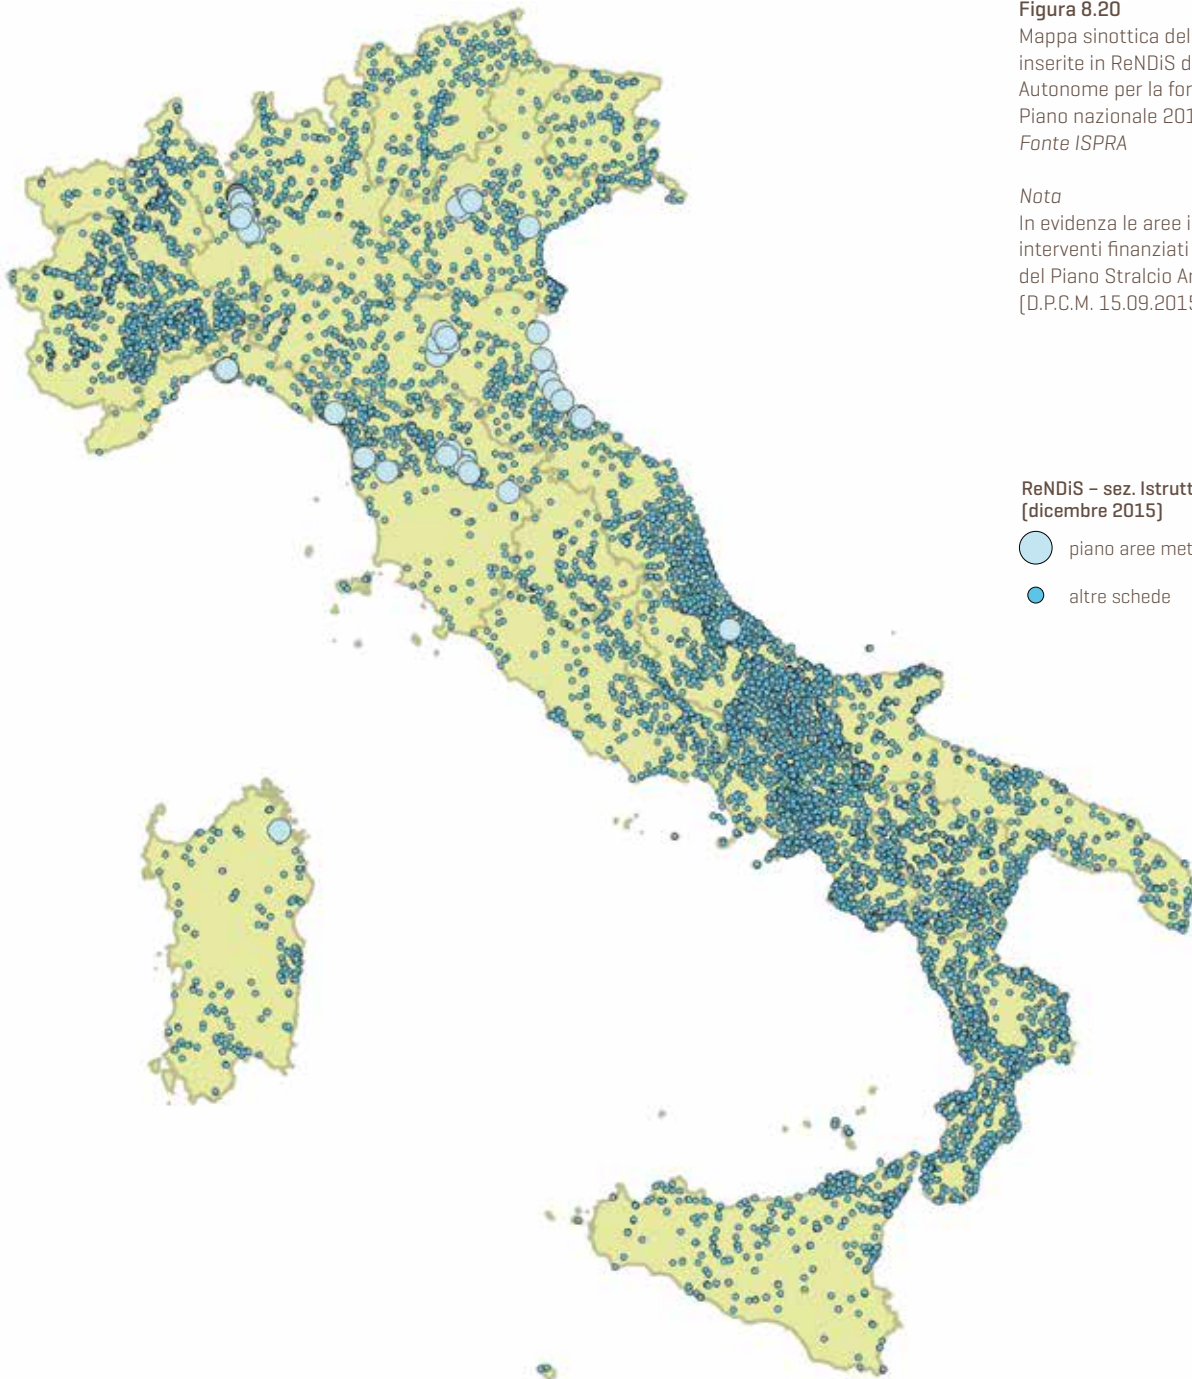 Figura 8.20
Mappa sinottica del
inserite in ReNDiS d
Autonome per la for
Piano nazionale 201
Fonte ISPRA
Nota
In evidenza le aree i
interventi finanziati
del Piano Stralcio Ar
(D.P.C.M. 15.09.2015
ReNDiS – sez. Istrutt
(dicembre 2015)
piano aree met
altre schede